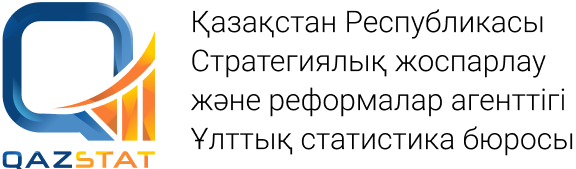 Қазақстан Республикасы
Стратегиялық жоспарлау
және реформалар агенттігі
Ұлттық статистика бюросы
QAZSTAT